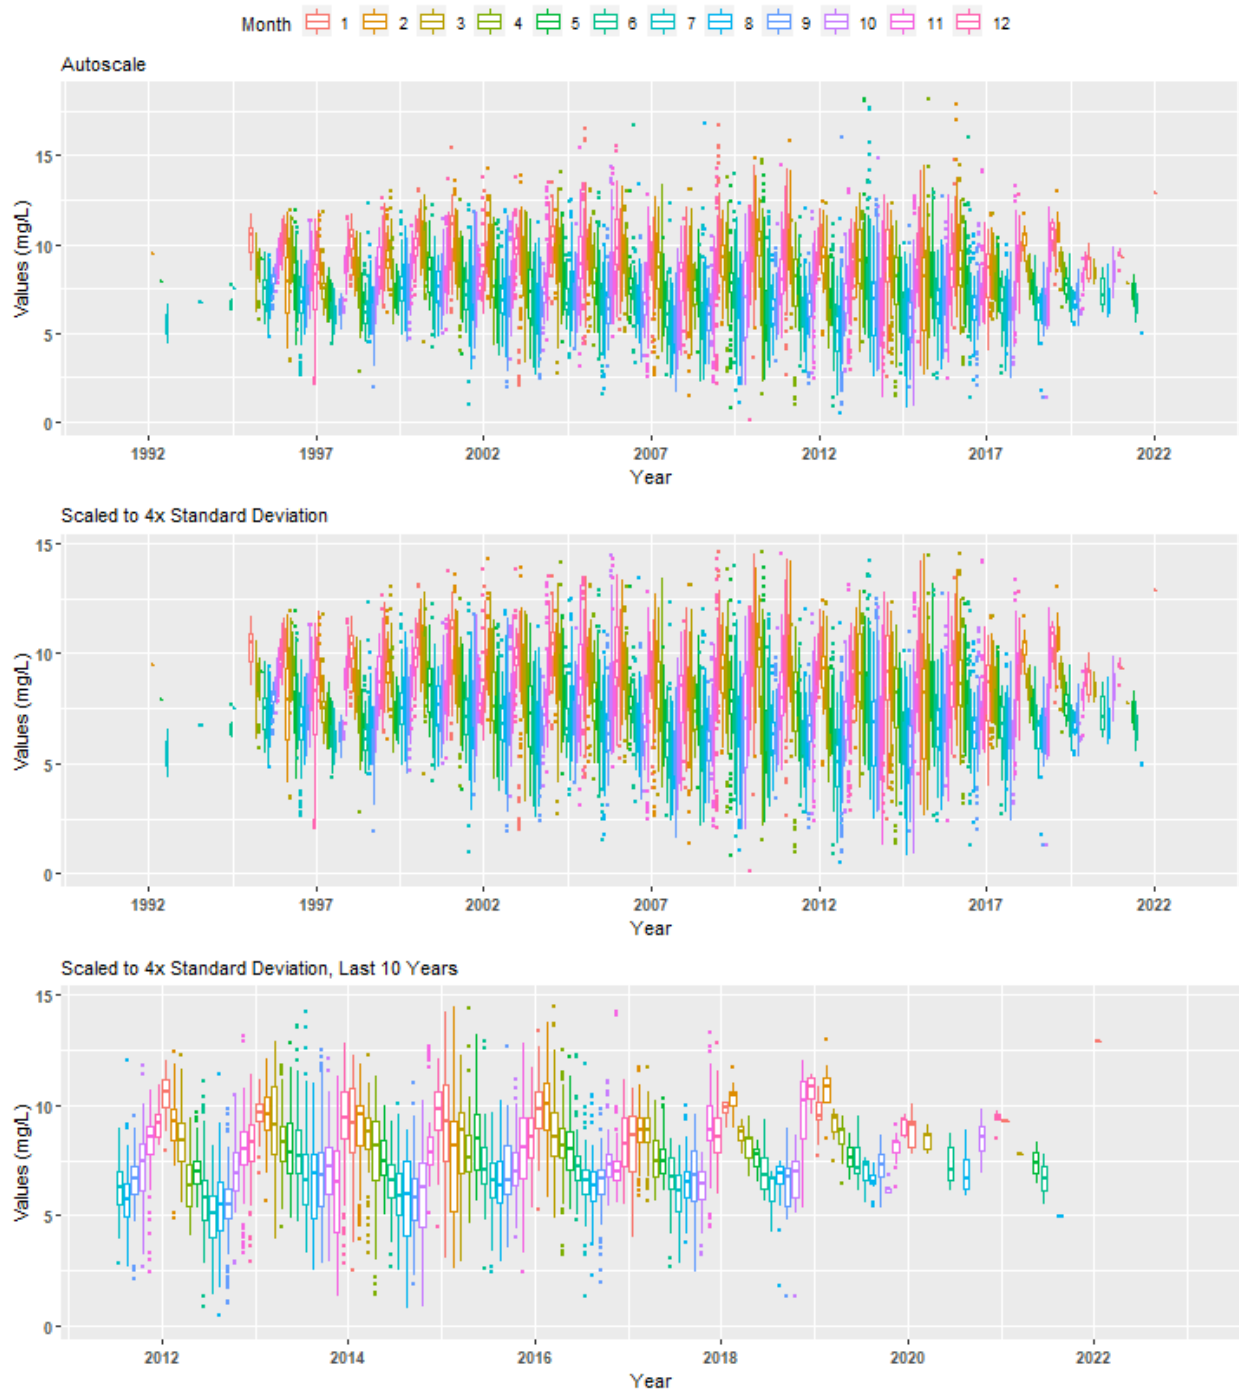 Month 1 2 3 4 5 6 7 8 9 10 11 12
Autoscale
Values (mg/L)
15
10
5
0
1992 1997 2002 2007 2012 2017 2022
Year
Scaled to 4x Standard Deviation
Values (mg/L)
15
10
5
0
1992 1997 2002 2007 2012 2017 2022
Year
Scaled to 4x Standard Deviation, Last 10 Years
Values (mg/L)
15
10
5
0
2012 2014 2016 2018 2020 2022
Year